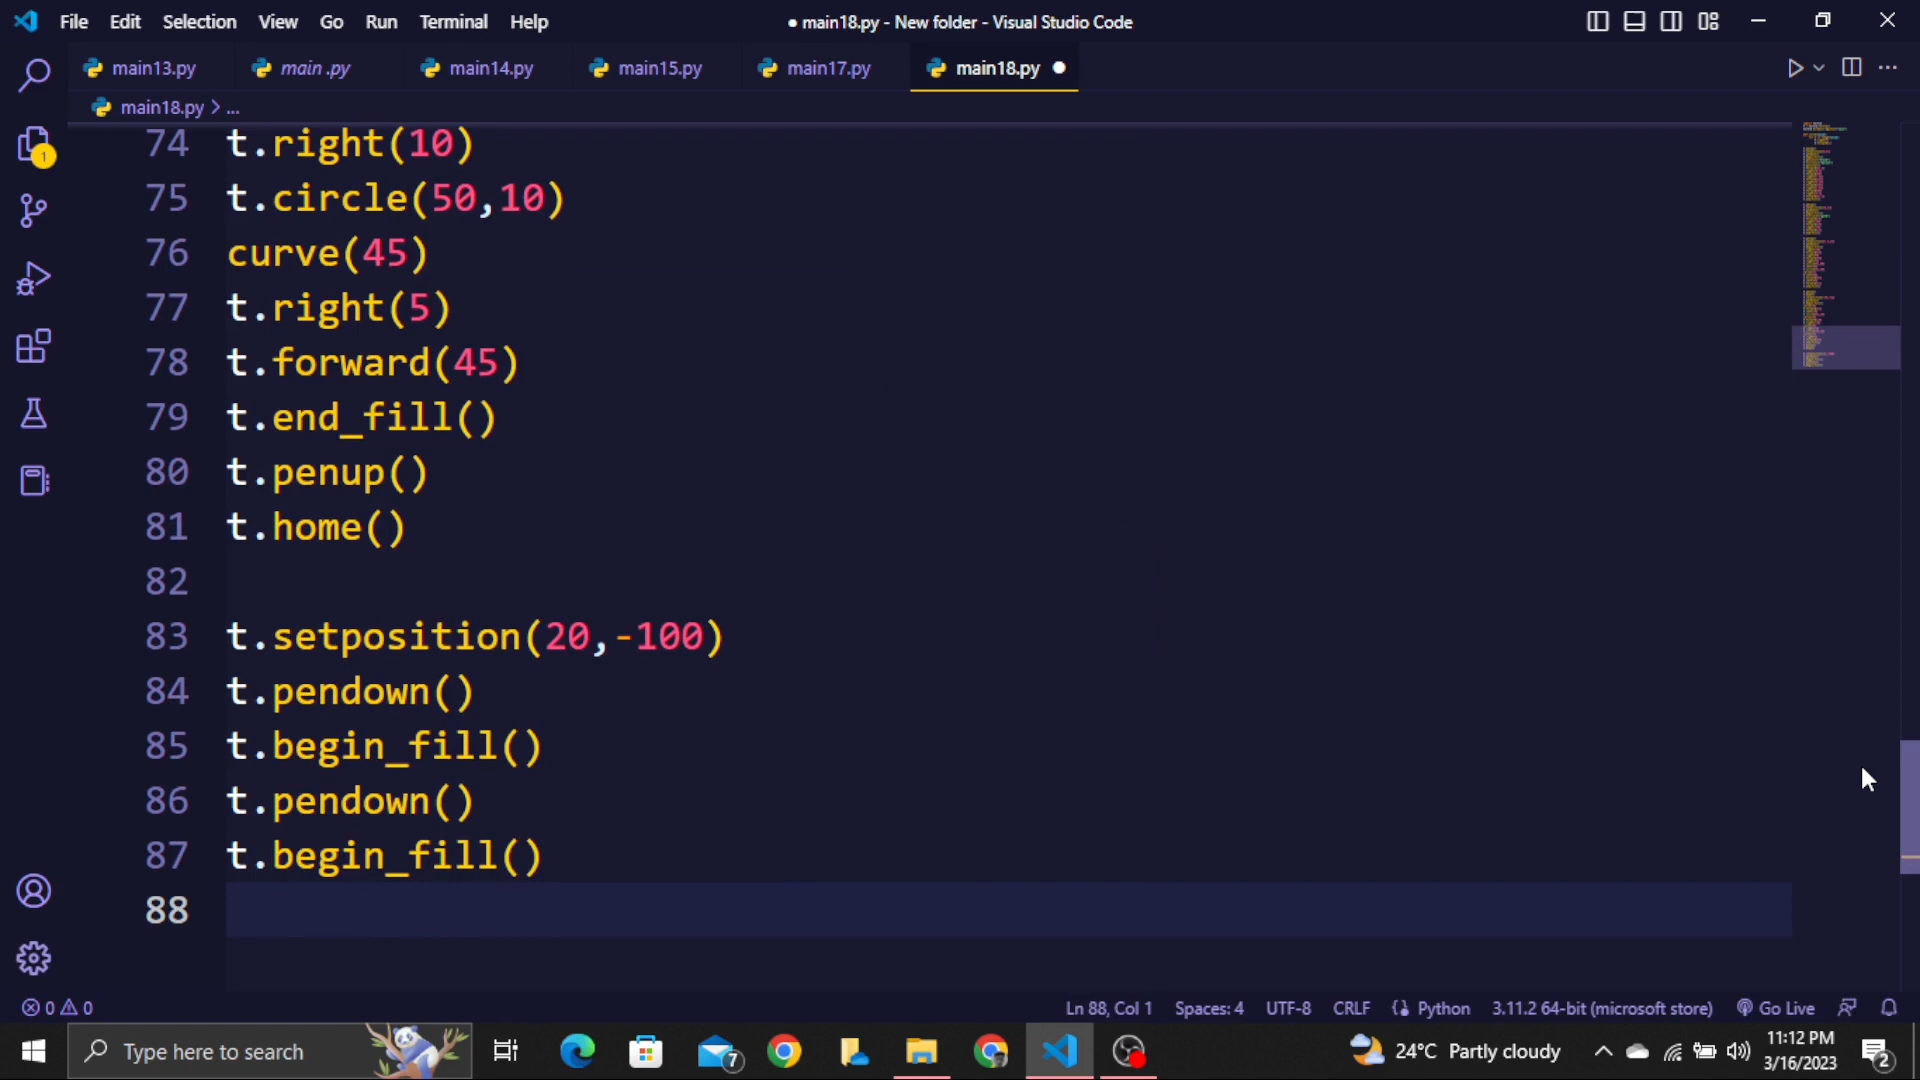 File Edit Selection View Go Run Terminal Help
● main18.py - New folder - Visual Studio Code
main13.py main .py main14.py main15.py main17.py main18.py ●
main18.py > ...
1
74 t.right(10)
75 t.circle(50,10)
76 curve(45)
77 t.right(5)
78 t.forward(45)
79 t.end_fill()
80 t.penup()
81 t.home()
82
83 t.setposition(20,-100)
84 t.pendown()
85 t.begin_fill()
86 t.pendown()
87 t.begin_fill()
88
0 0 Ln 88, Col 1 Spaces: 4 UTF-8 CRLF Python 3.11.2 64-bit (microsoft store) Go Live
Type here to search 7 24°C Partly cloudy 11:12 PM 2
3/16/2023